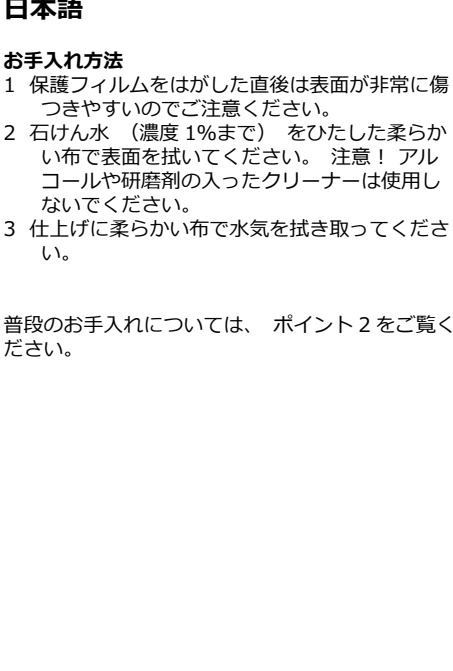 日本語
お手入れ方法
1 保護フィルムをはがした直後は表面が非常に傷
つきやすいのでご注意ください。
2 石けん水 （濃度 1%まで） をひたした柔らか
い布で表面を拭いてください。 注意！ アル
コールや研磨剤の入ったクリーナーは使用し
ないでください。
3 仕上げに柔らかい布で水気を拭き取ってくださ
い。
普段のお手入れについては、 ポイント 2 をご覧く
ださい。